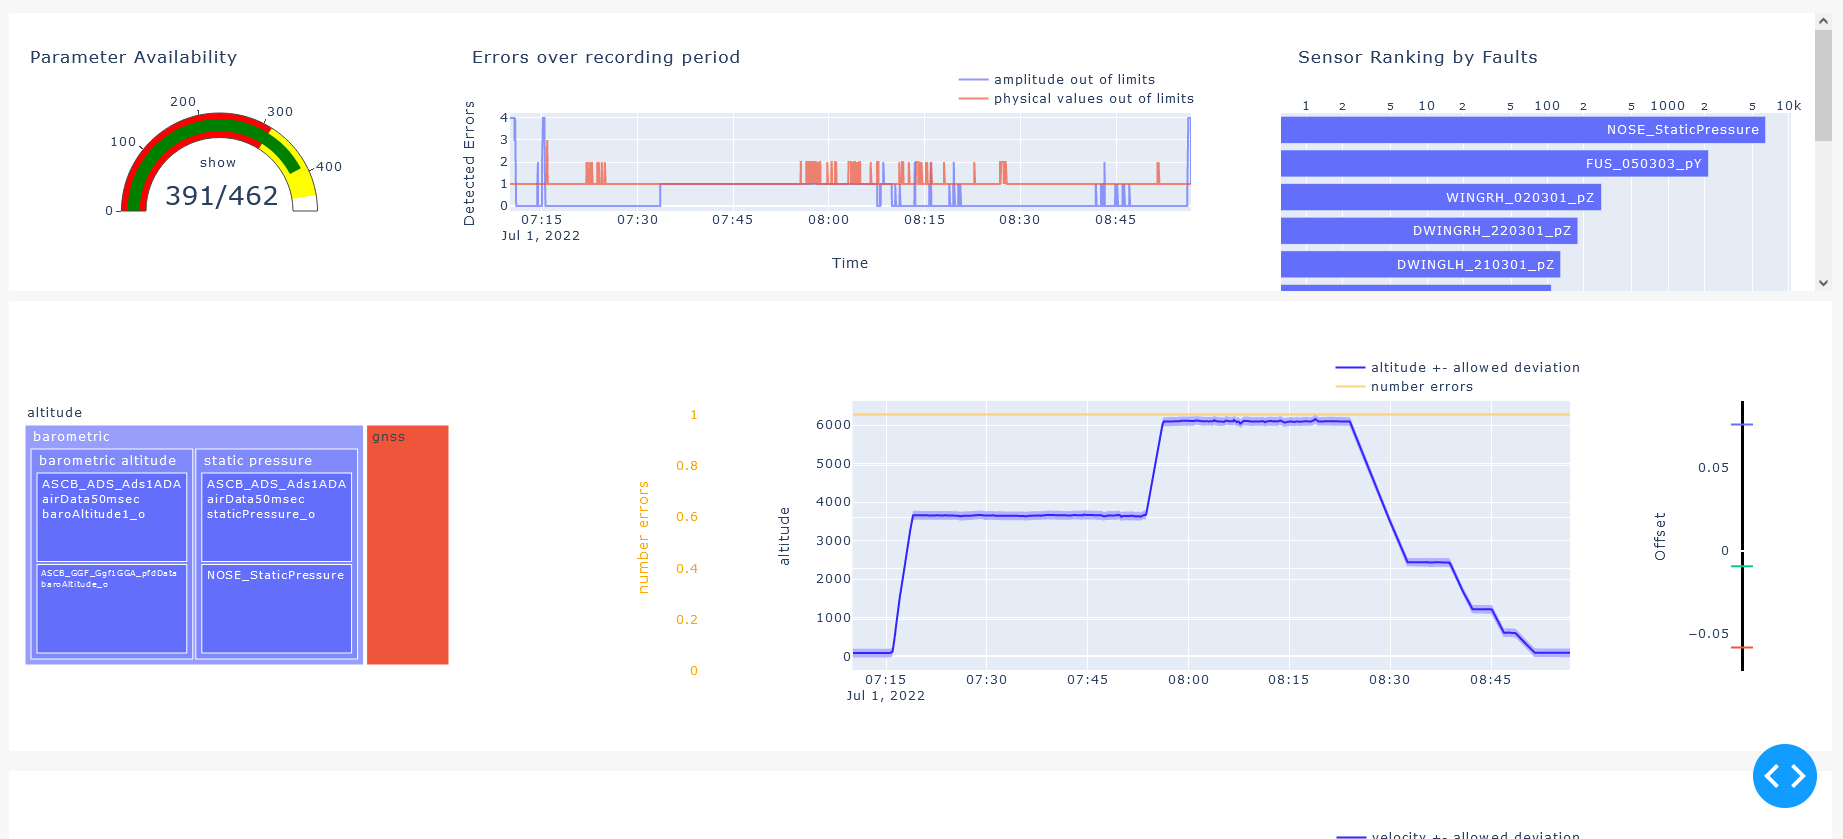 Parameter Availability
0
100
200
300
400
show
391/462
Errors over recording period
amplitude out of limits
physical values out of limits
Detected Errors
4
3
2
1
0
07:15
07:30
07:45
08:00
08:15
08:30
08:45
Jul 1, 2022
Time
Sensor Ranking by Faults
1
2
5
10
2
5
100
2
5
1000
2
5
10k
NOSE_StaticPressure
FUS_050303_pY
WINGRH_020301_pZ
DWINGRH_220301_pZ
DWINGLH_210301_pZ
altitude
barometric
barometric altitude
ASCB_ADS_Ads1ADA
airData50msec
baroAltitude1_o
ASCB_GGF_Ggf1GGA_pfdData
baroAltitude_o
static pressure
ASCB_ADS_Ads1ADA
airData50msec
staticPressure_o
NOSE_StaticPressure
gnss
altitude +- allowed deviation
number errors
number errors
1
0.8
0.6
0.4
0.2
0
altitude
6000
5000
4000
3000
2000
1000
0
07:15
07:30
07:45
08:00
08:15
08:30
08:45
Jul 1, 2022
Offset
0.05
0
−0.05
velocity +- allowed deviation